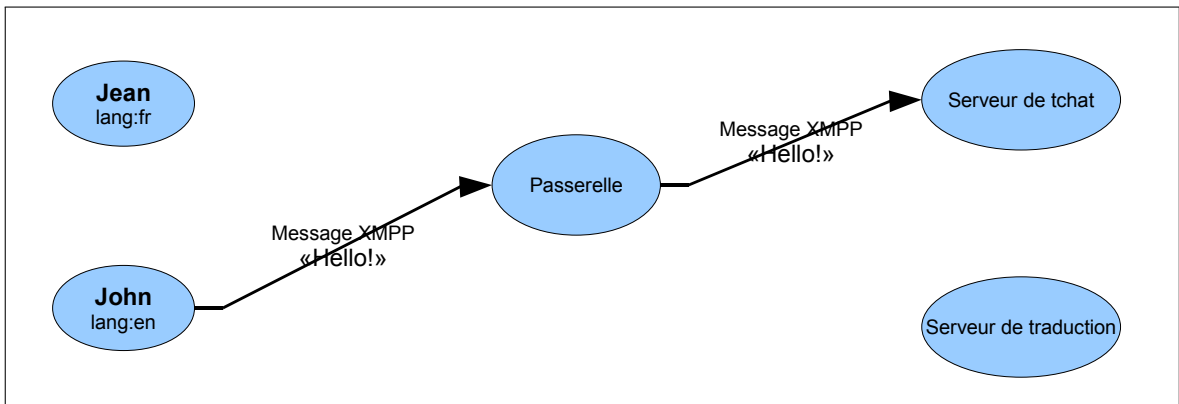 Jean
lang:fr
Serveur de tchat
Message XMPP
«Hello!»
Passerelle
Message XMPP
«Hello!»
John
lang:en
Serveur de traduction